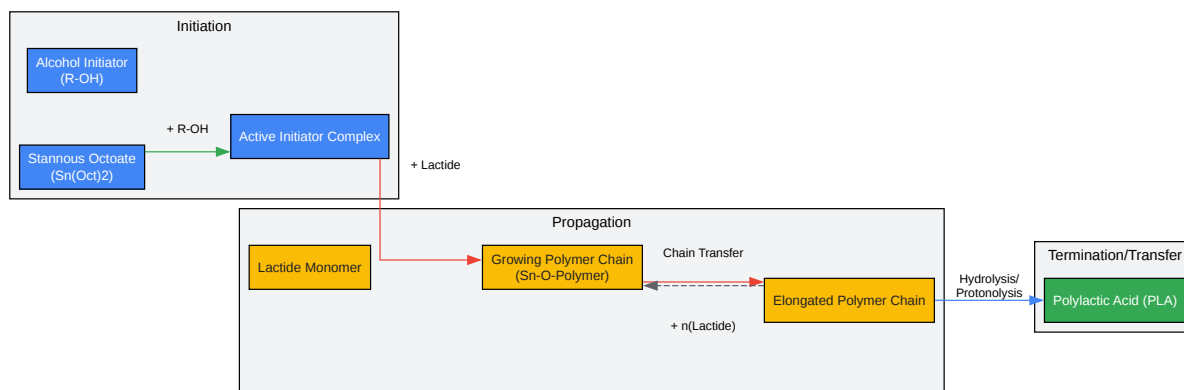 Initiation
Alcohol Initiator
(R-OH)
+ R-OH
Active Initiator Complex
Stannous Octoate
(Sn(Oct)2)
+ Lactide
Propagation
Lactide Monomer
Growing Polymer Chain
(Sn-O-Polymer)
Chain Transfer
+ n(Lactide)
Elongated Polymer Chain
Hydrolysis/
Protonolysis
Termination/Transfer
Polylactic Acid (PLA)